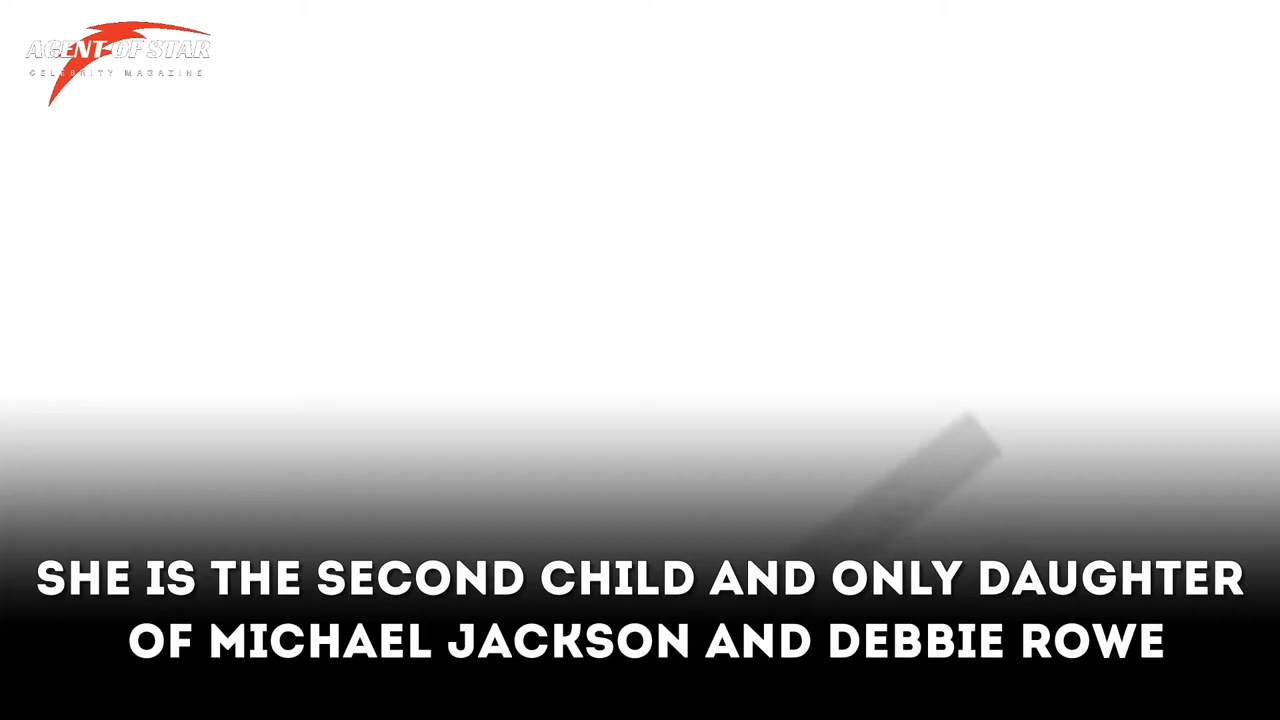 AGENT OF STAR
CELEBRITY MAGAZINE
SHE IS THE SECOND CHILD AND ONLY DAUGHTER
OF MICHAEL JACKSON AND DEBBIE ROWE